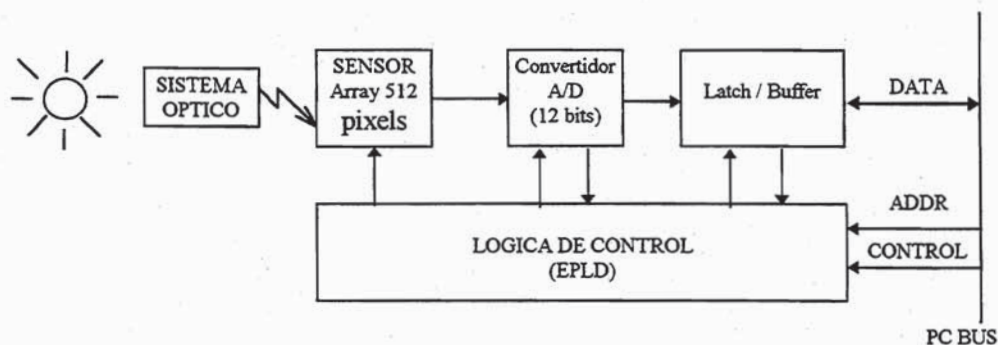 SISTEMA
OPTICO
SENSOR
Array 512
pixels
Convertidor
A/D
(12 bits)
Latch / Buffer
DATA
ADDR
CONTROL
LOGICA DE CONTROL
(EPLD)
PC BUS